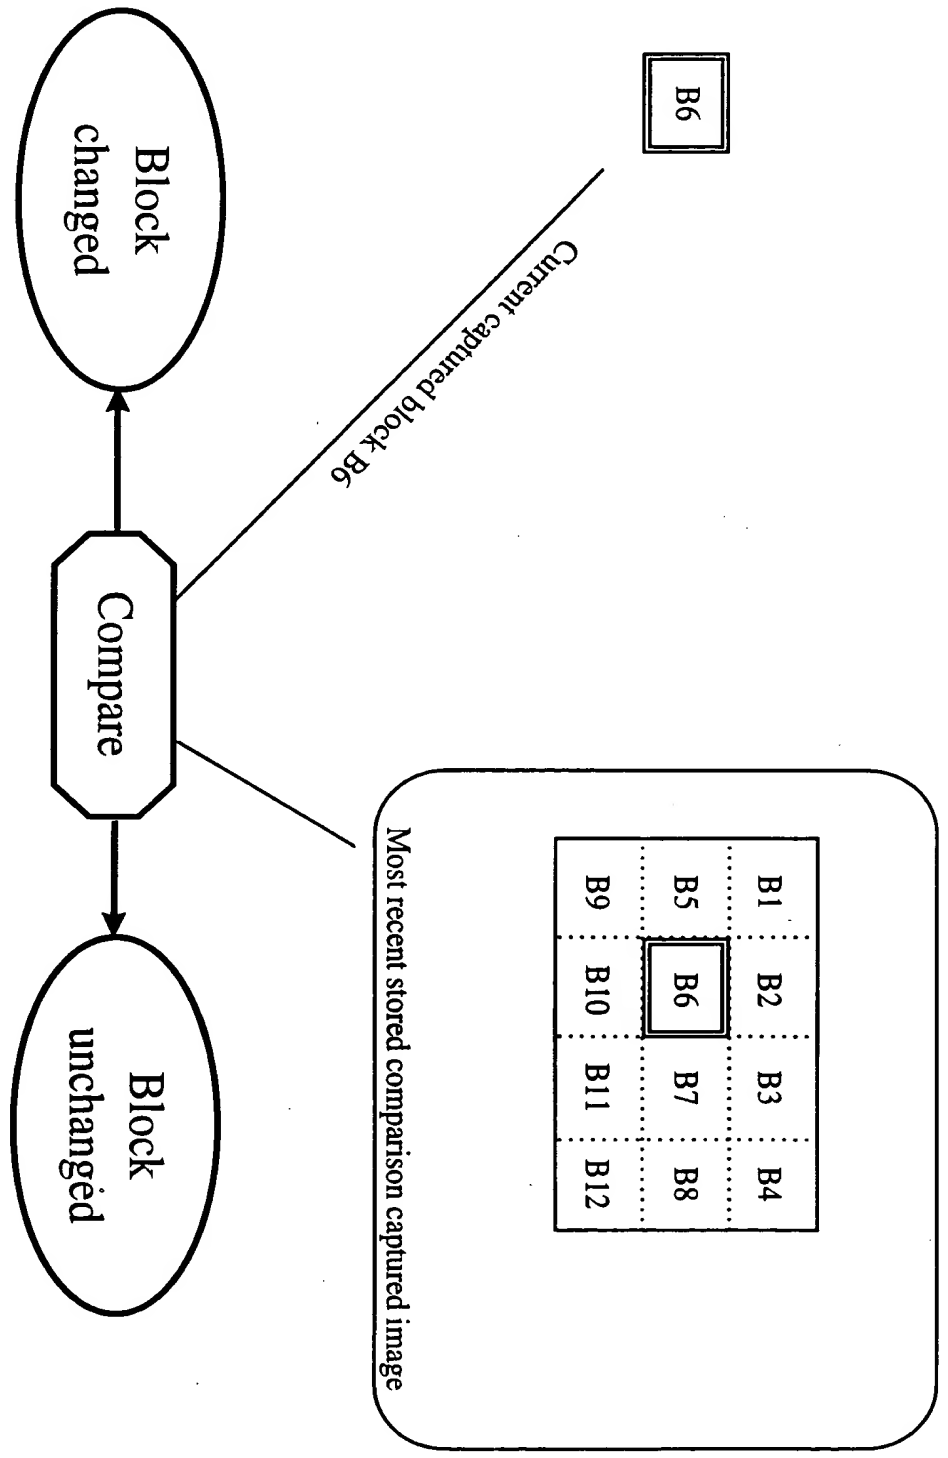 B6
Current captured block B6
B1 B2 B3 B4
B5 B6 B7 B8
B9 B10 B11 B12
Most recent stored comparison captured image
Compare
Block
changed
Block
unchanged